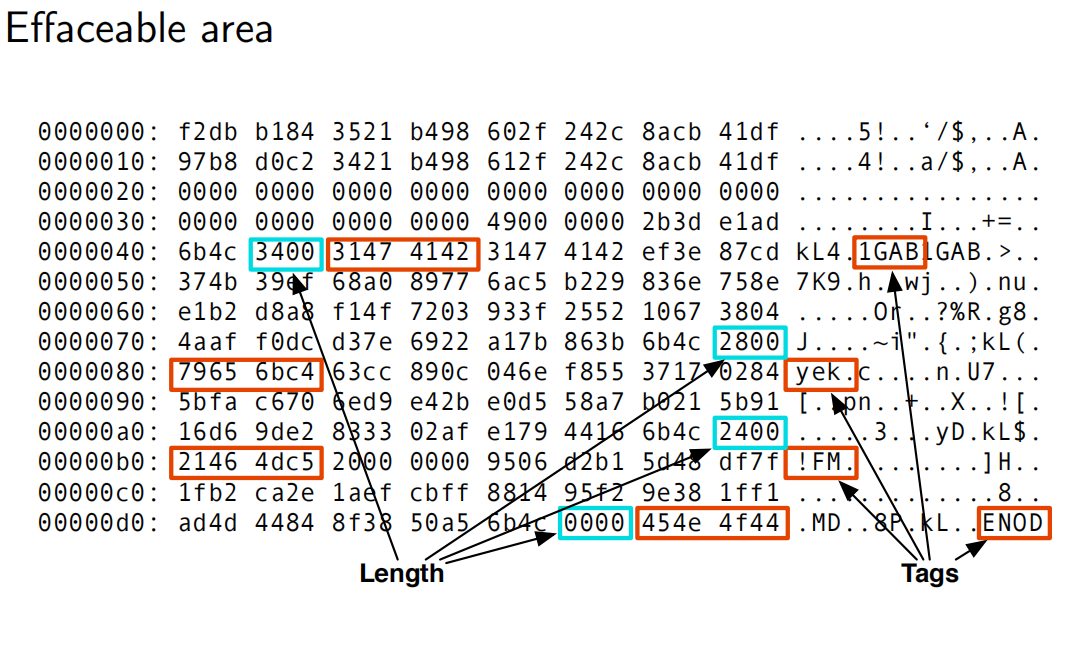 Effaceable area
0000000: f2db b184 3521 b498 602f 242c 8acb 41df ....5!..‘/$,..A.
0000010: 97b8 d0c2 3421 b498 612f 242c 8acb 41df ....4!..a/$,..A.
0000020: 0000 0000 0000 0000 0000 0000 0000 0000 ................
0000030: 0000 0000 0000 0000 4900 0000 2b3d e1ad ........I...+=..
0000040: 6b4c 3400 3147 4142 3147 4142 ef3e 87cd kL4.1GAB1GAB.>..
0000050: 374b 39ef 68a0 8977 6ac5 b229 836e 758e 7K9.h..wj..).nu.
0000060: e1b2 d8a8 f14f 7203 933f 2552 1067 3804 .....Or..?%R.g8.
0000070: 4aaf f0dc d37e 6922 a17b 863b 6b4c 2800 J....~i".{.;kL(.
0000080: 7965 6bc4 63cc 890c 046e f855 3717 0284 yek.c....n.U7...
0000090: 5bfa c670 6ed9 e42b e0d5 58a7 b021 5b91 [..pn..+..X..![.
00000a0: 16d6 9de2 8333 02af e179 4416 6b4c 2400 .....3...yD.kL$.
00000b0: 2146 4dc5 2000 0000 9506 d2b1 5d48 df7f !FM. .......]H..
00000c0: 1fb2 ca2e 1aef cbff 8814 95f2 9e38 1ff1 .............8..
00000d0: ad4d 4484 8f38 50a5 6b4c 0000 454e 4f44 .MD..8P.kL..ENOD
Length
Tags